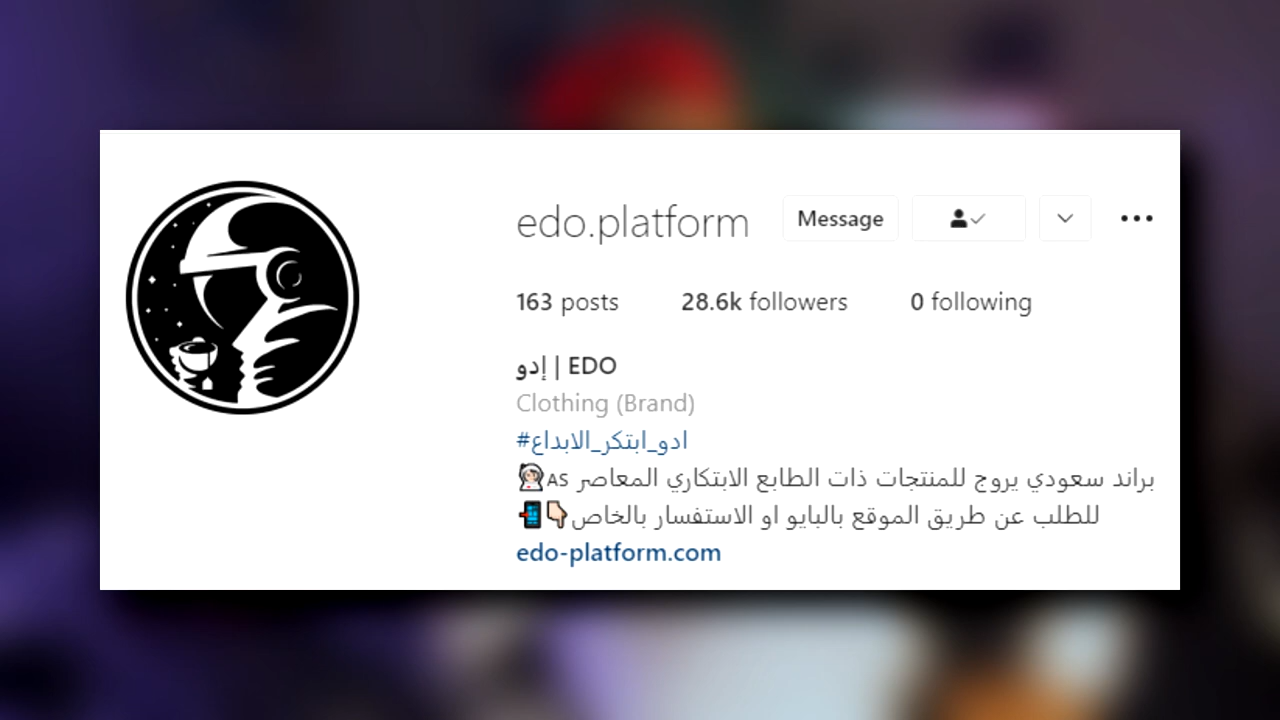 edo.platform Message
163 posts 28.6k followers 0 following
إدو | EDO
Clothing (Brand)
#ادو_ابتكر_الابداع
براند سعودي يروج للمنتجات ذات الطابع الابتكاري المعاصر AS👩🏻‍🚀
للطلب عن طريق الموقع بالبايو او الاستفسار بالخاص👇🏻📲
edo-platform.com